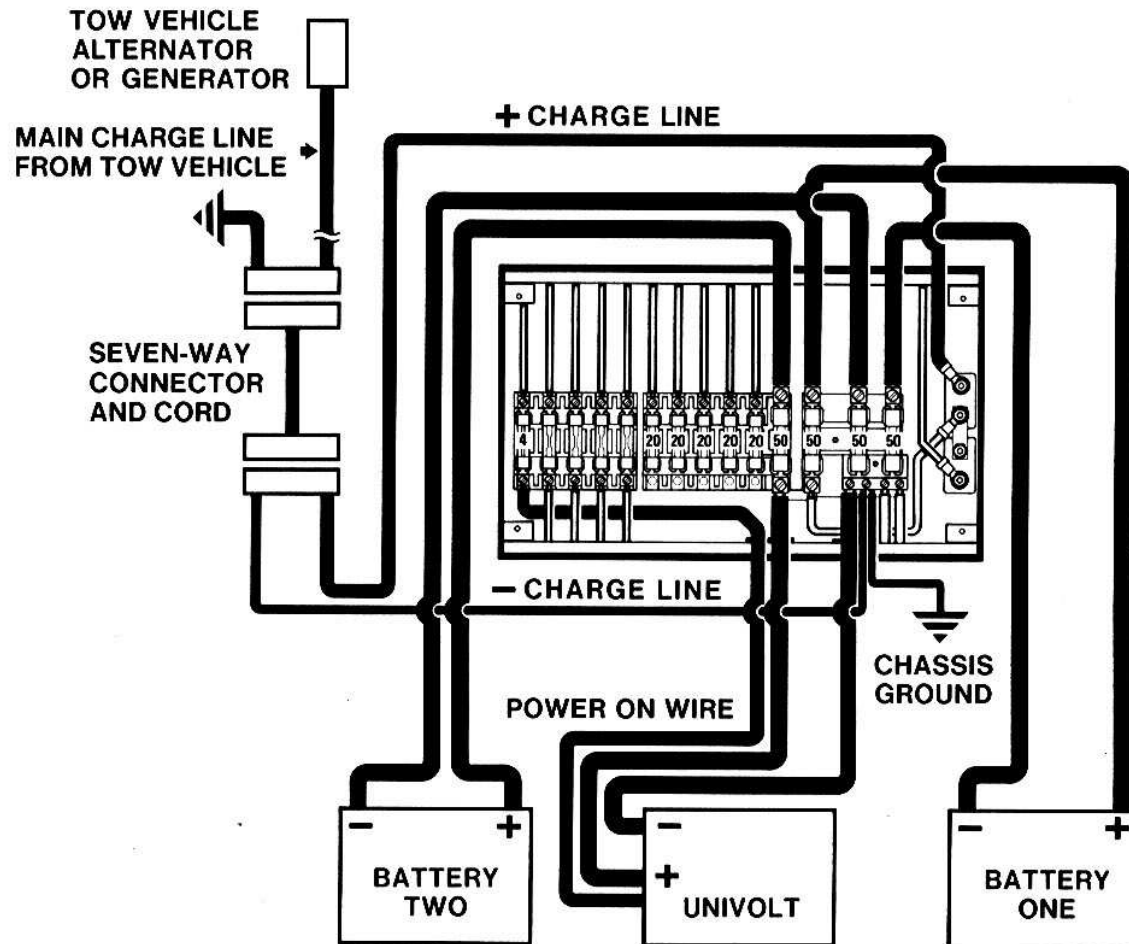 TOW VEHICLE
ALTERNATOR
OR GENERATOR
+ CHARGE LINE
MAIN CHARGE LINE
FROM TOW VEHICLE
SEVEN-WAY
CONNECTOR
AND CORD
4 20 20 20 20 20 50 50 50 50
− CHARGE LINE
CHASSIS
GROUND
POWER ON WIRE
− +
BATTERY
TWO
−
+
UNIVOLT
− +
BATTERY
ONE